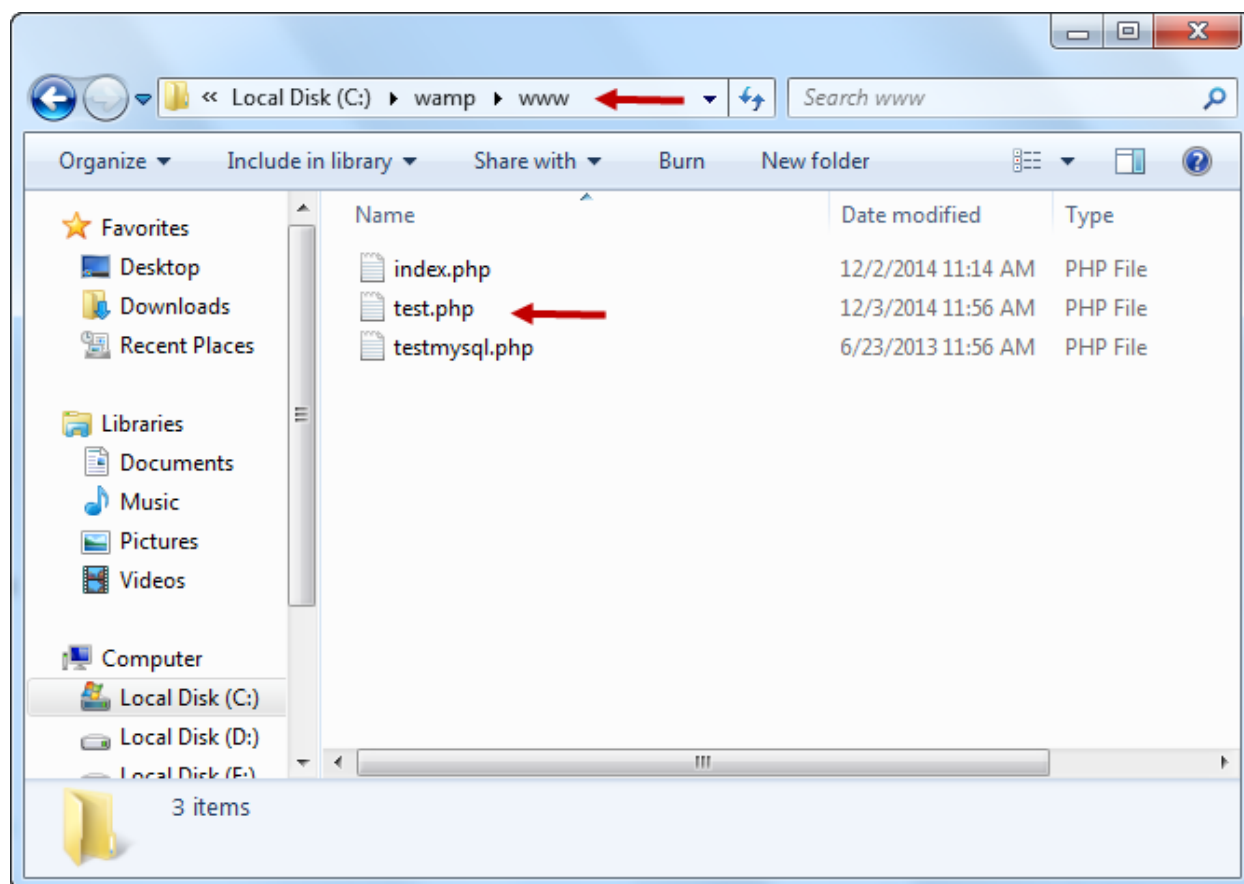 « Local Disk (C:) ▸ wamp ▸ www
Search www
Organize
Include in library
Share with
Burn
New folder
Name
Date modified
Type
Favorites
Desktop
Downloads
Recent Places
Libraries
Documents
Music
Pictures
Videos
Computer
Local Disk (C:)
Local Disk (D:)
Local Disk (E:)
index.php 12/2/2014 11:14 AM PHP File
test.php 12/3/2014 11:56 AM PHP File
testmysql.php 6/23/2013 11:56 AM PHP File
3 items